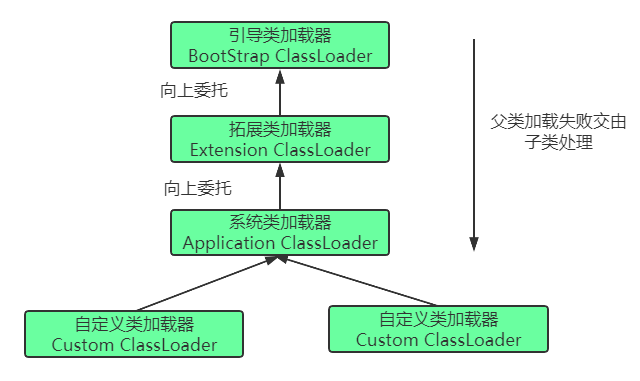 引导类加载器
BootStrap ClassLoader
向上委托
拓展类加载器
Extension ClassLoader
父类加载失败交由
子类处理
向上委托
系统类加载器
Application ClassLoader
自定义类加载器
Custom ClassLoader
自定义类加载器
Custom ClassLoader